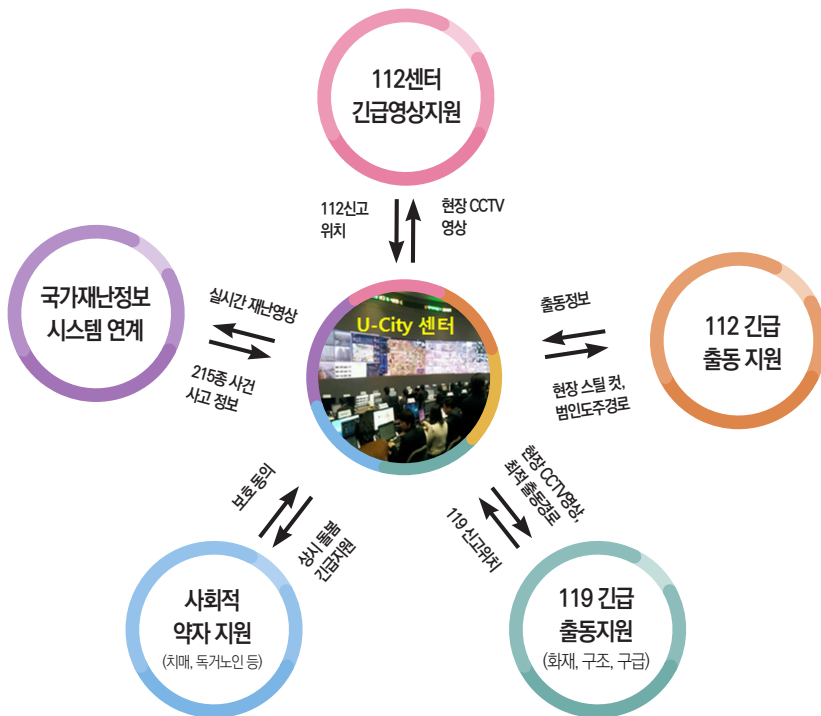 112센터
긴급영상지원
112신고
위치
현장 CCTV
영상
국가재난정보
시스템 연계
실시간 재난영상
215종 사건
사고 정보
U-City 센터
출동정보
현장 스틸 컷,
범인도주경로
112 긴급
출동 지원
보호 동의
상시 돌봄
긴급지원
119 신고위치
현장 CCTV영상,
최적 출동경로
사회적
약자 지원
(치매, 독거노인 등)
119 긴급
출동지원
(화재, 구조, 구급)